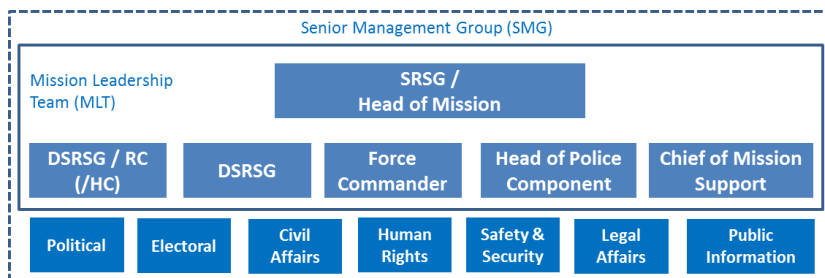 Senior Management Group (SMG)
Mission Leadership
Team (MLT)
SRSG /
Head of Mission
DSRSG / RC
(/HC)
DSRSG
Force
Commander
Head of Police
Component
Chief of Mission
Support
Political
Electoral
Civil
Affairs
Human
Rights
Safety &
Security
Legal
Affairs
Public
Information